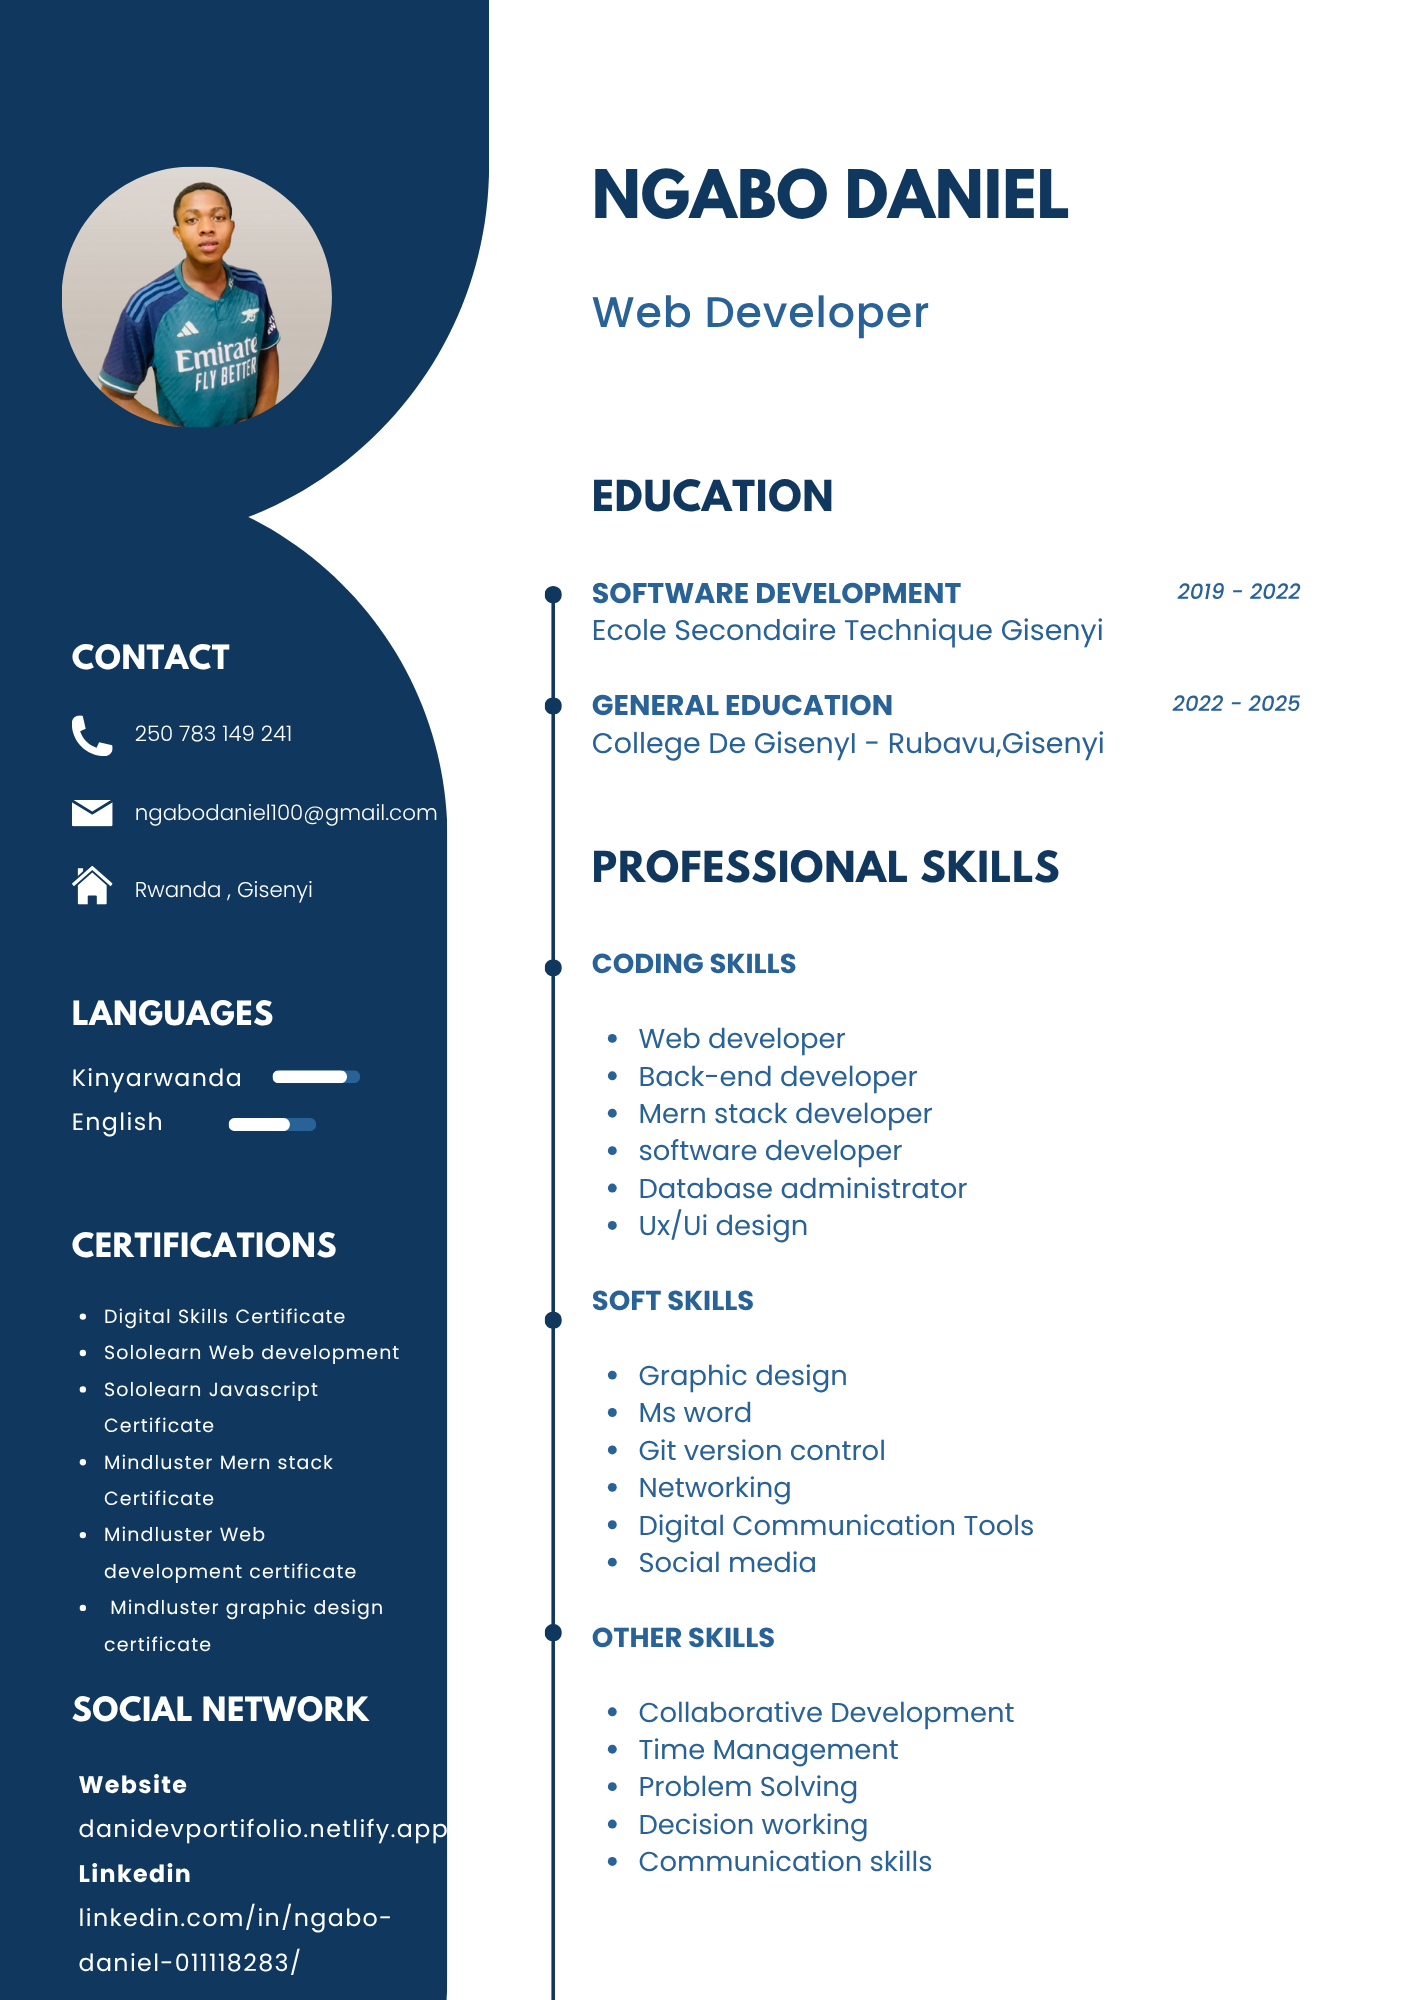 NGABO DANIEL
Web Developer
Emirate
FLY BETTER
CONTACT
250 783 149 241
ngabodaniel100@gmail.com
Rwanda , Gisenyi
LANGUAGES
Kinyarwanda
English
CERTIFICATIONS
• Digital Skills Certificate
• Sololearn Web development
• Sololearn Javascript
Certificate
• Mindluster Mern stack
Certificate
• Mindluster Web
development certificate
• Mindluster graphic design
certificate
SOCIAL NETWORK
Website
danidevportifolio.netlify.app
Linkedin
linkedin.com/in/ngabo-
daniel-011118283/
EDUCATION
SOFTWARE DEVELOPMENT 2019 - 2022
Ecole Secondaire Technique Gisenyi
GENERAL EDUCATION 2022 - 2025
College De GisenyI - Rubavu,Gisenyi
PROFESSIONAL SKILLS
CODING SKILLS
• Web developer
• Back-end developer
• Mern stack developer
• software developer
• Database administrator
• Ux/Ui design
SOFT SKILLS
• Graphic design
• Ms word
• Git version control
• Networking
• Digital Communication Tools
• Social media
OTHER SKILLS
• Collaborative Development
• Time Management
• Problem Solving
• Decision working
• Communication skills